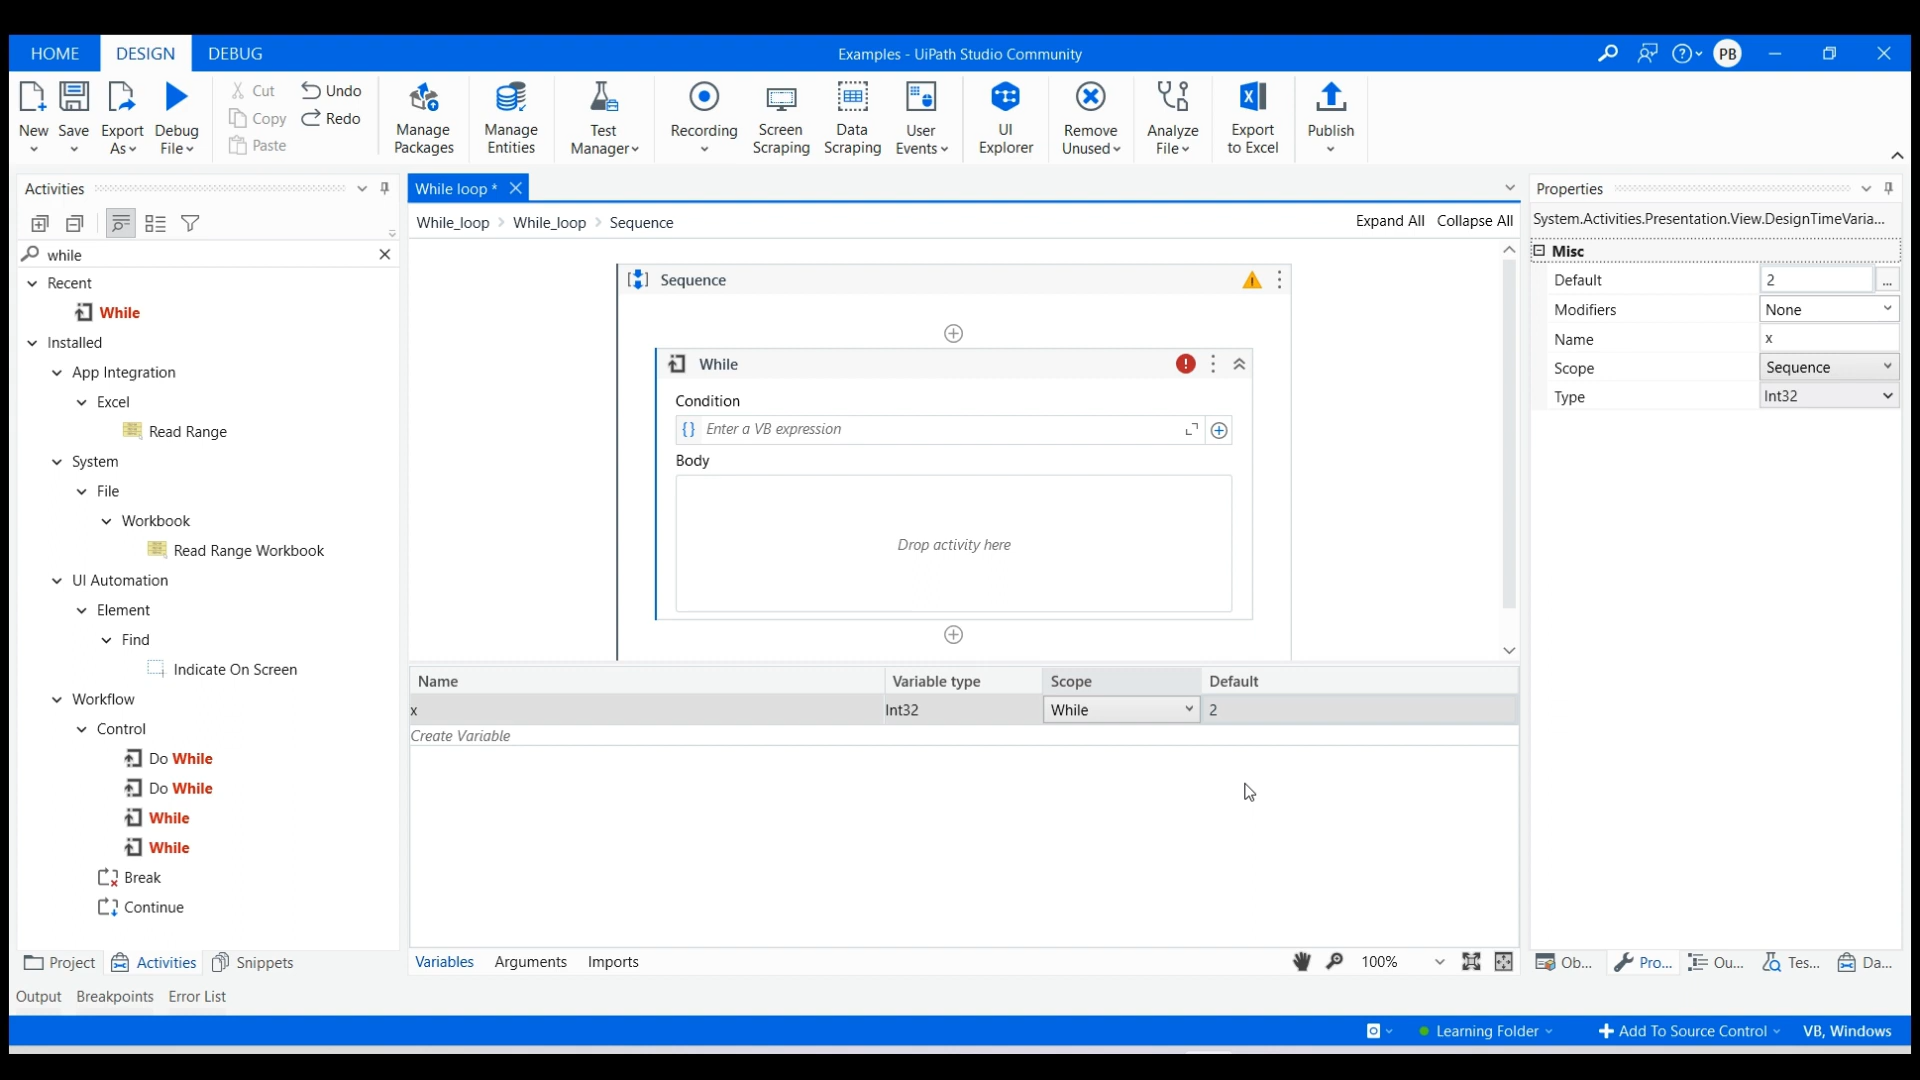 HOME DESIGN DEBUG
Examples - UiPath Studio Community
PB
New
Save
Export As
Debug File
Cut
Copy
Paste
Undo
Redo
Manage Packages
Manage Entities
Test Manager
Recording
Screen Scraping
Data Scraping
User Events
UI Explorer
Remove Unused
Analyze File
Export to Excel
Publish
Activities
while
Recent
While
Installed
App Integration
Excel
Read Range
System
File
Workbook
Read Range Workbook
UI Automation
Element
Find
Indicate On Screen
Workflow
Control
Do While
Do While
While
While
Break
Continue
Project Activities Snippets
While loop *
While_loop > While_loop > Sequence
Expand All Collapse All
Sequence
While
Condition
{} Enter a VB expression
Body
Drop activity here
Name Variable type Scope Default
x Int32 While 2
Create Variable
Variables Arguments Imports
100%
Properties
System.Activities.Presentation.View.DesignTimeVaria...
Misc
Default 2 ...
Modifiers None
Name x
Scope Sequence
Type Int32
Ob... Pro... Ou... Tes... Da...
Output Breakpoints Error List
Learning Folder Add To Source Control VB, Windows